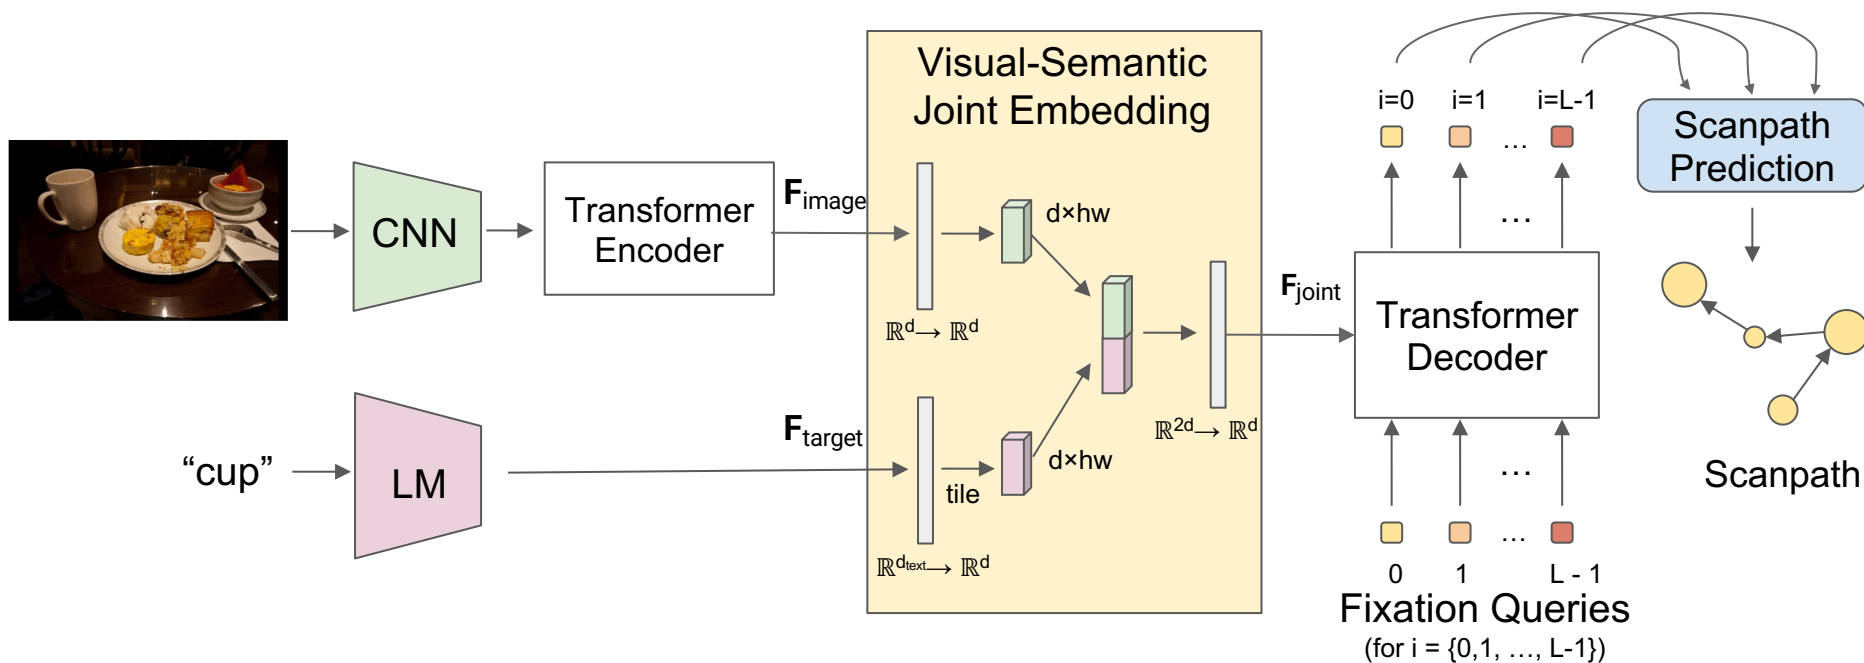 Visual-Semantic
Joint Embedding
CNN
Transformer
Encoder
F_image
ℝ^d → ℝ^d
d×hw
“cup”
LM
F_target
tile
d×hw
ℝ^d_text → ℝ^d
ℝ^2d → ℝ^d
F_joint
i=0 i=1 i=L-1
...
...
Transformer
Decoder
...
...
0 1 L - 1
Fixation Queries
(for i = {0,1, ..., L-1})
Scanpath
Prediction
Scanpath